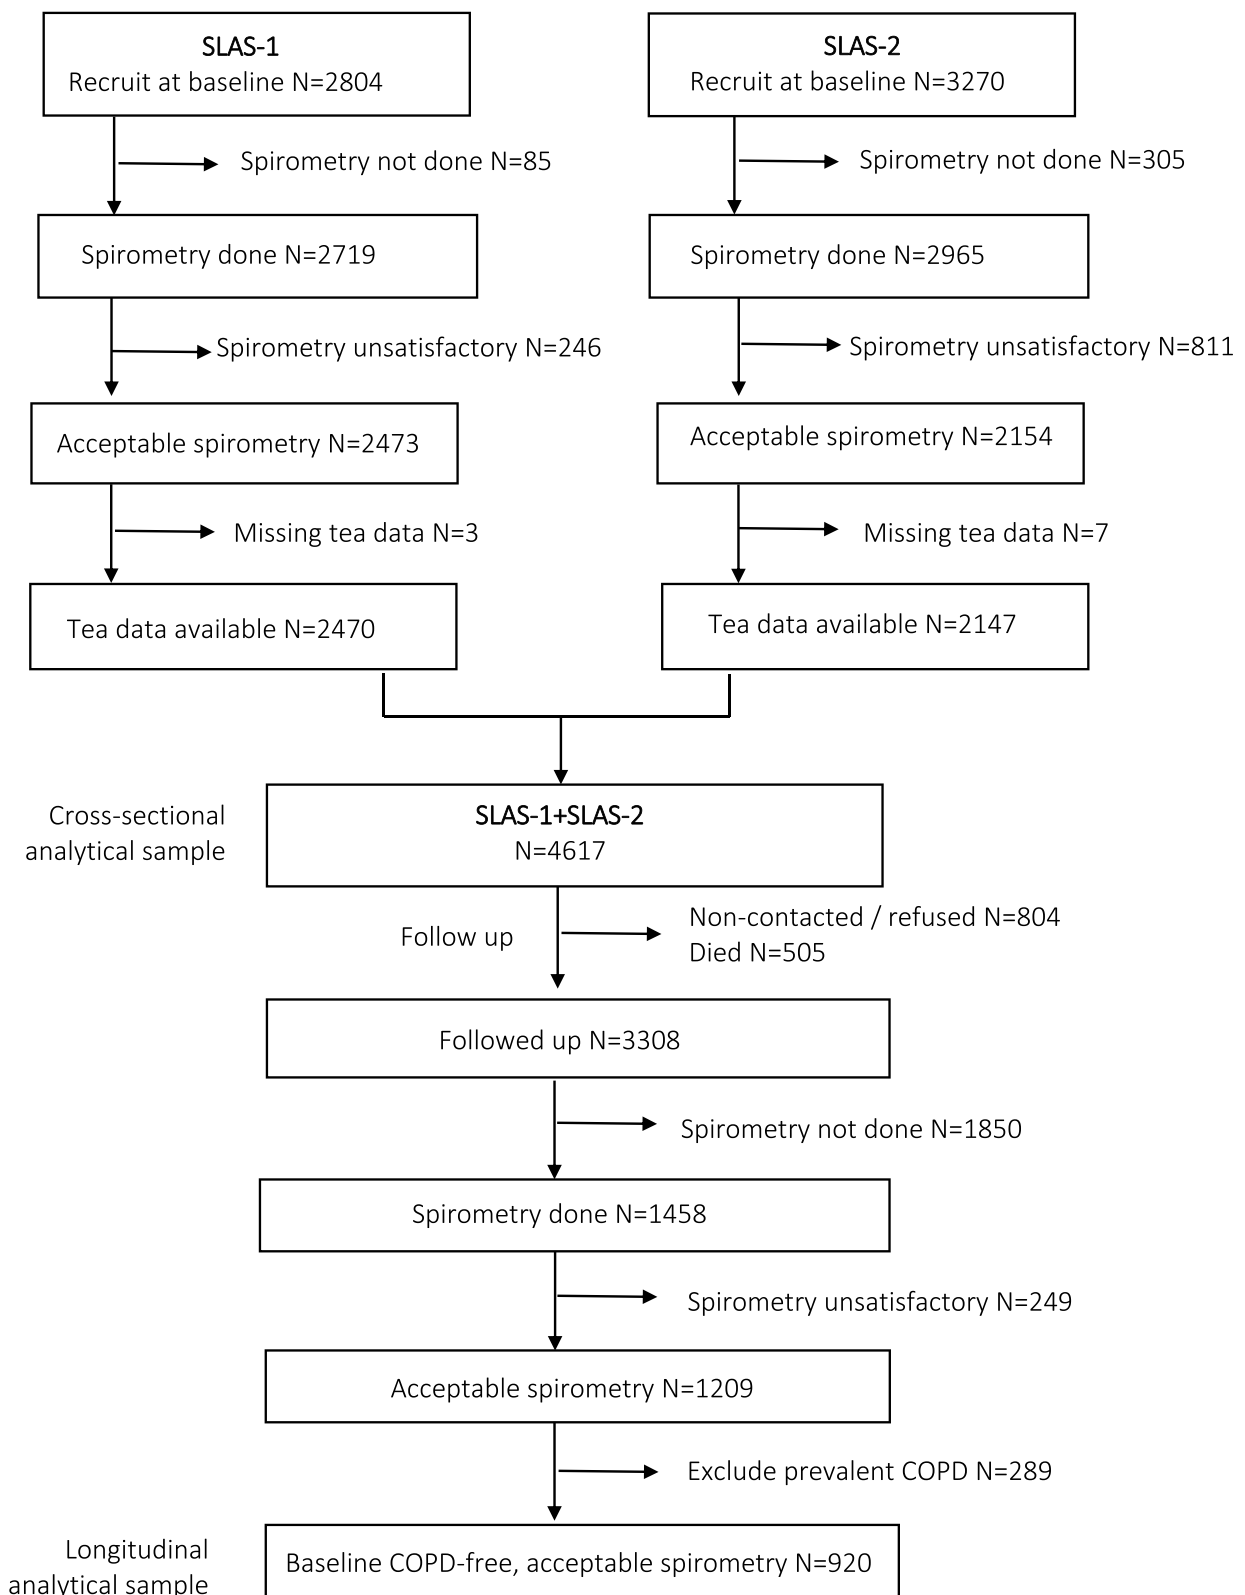 SLAS-1
Recruit at baseline N=2804
Spirometry not done N=85
Spirometry done N=2719
Spirometry unsatisfactory N=246
Acceptable spirometry N=2473
Missing tea data N=3
Tea data available N=2470
SLAS-2
Recruit at baseline N=3270
Spirometry not done N=305
Spirometry done N=2965
Spirometry unsatisfactory N=811
Acceptable spirometry N=2154
Missing tea data N=7
Tea data available N=2147
Cross-sectional
analytical sample
SLAS-1+SLAS-2
N=4617
Follow up
Non-contacted / refused N=804
Died N=505
Followed up N=3308
Spirometry not done N=1850
Spirometry done N=1458
Spirometry unsatisfactory N=249
Acceptable spirometry N=1209
Exclude prevalent COPD N=289
Longitudinal
analytical sample
Baseline COPD-free, acceptable spirometry N=920